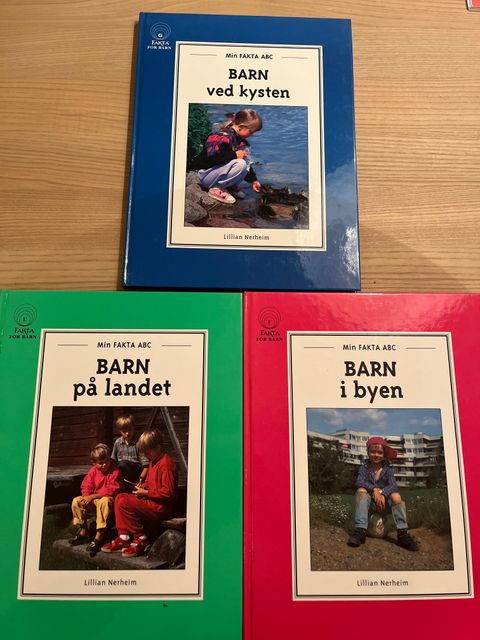 G
FAKTA
FOR BARN
Min FAKTA ABC
BARN
ved kysten
Lillian Nerheim
E
FAKTA
FOR BARN
Min FAKTA ABC
BARN
på landet
Lillian Nerheim
F
FAKTA
FOR BARN
Min FAKTA ABC
BARN
i byen
Lillian Nerheim